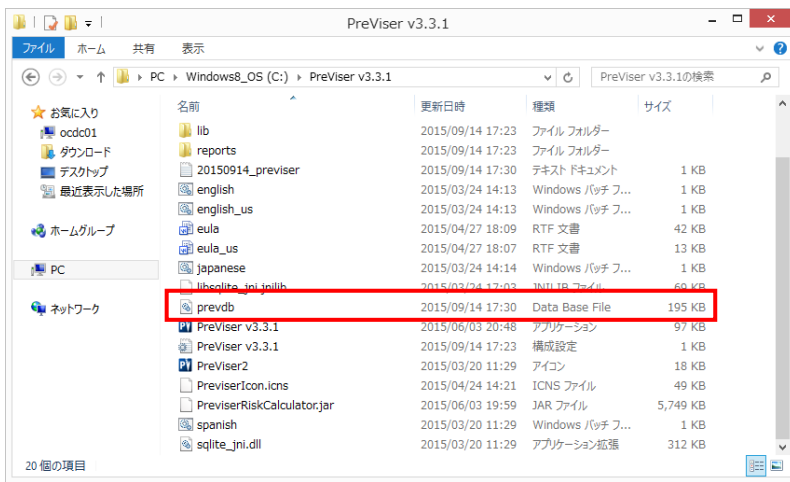 PreViser v3.3.1
ファイル ホーム 共有 表示
PC Windows8_OS (C:) PreViser v3.3.1 PreViser v3.3.1の検索
お気に入り
ocdc01
ダウンロード
デスクトップ
最近表示した場所
ホームグループ
PC
ネットワーク
名前 更新日時 種類 サイズ
lib 2015/09/14 17:23 ファイル フォルダー
reports 2015/09/14 17:23 ファイル フォルダー
20150914_previser 2015/09/14 17:30 テキスト ドキュメント 1 KB
english 2015/03/24 14:13 Windows バッチ フ... 1 KB
english_us 2015/03/24 14:13 Windows バッチ フ... 1 KB
eula 2015/04/27 18:09 RTF 文書 42 KB
eula_us 2015/04/27 18:07 RTF 文書 13 KB
japanese 2015/03/24 14:14 Windows バッチ フ... 1 KB
libsqlite_jni.jnilib 2015/03/24 17:03 JNILIB ファイル 69 KB
prevdb 2015/09/14 17:30 Data Base File 195 KB
PreViser v3.3.1 2015/06/03 20:48 アプリケーション 97 KB
PreViser v3.3.1 2015/09/14 17:23 構成設定 1 KB
PreViser2 2015/03/20 11:29 アイコン 18 KB
PreviserIcon.icns 2015/04/24 14:21 ICNS ファイル 49 KB
PreviserRiskCalculator.jar 2015/06/03 19:59 JAR ファイル 5,749 KB
spanish 2015/03/20 11:29 Windows バッチ フ... 1 KB
sqlite_jni.dll 2015/03/20 11:29 アプリケーション拡張 312 KB
20 個の項目